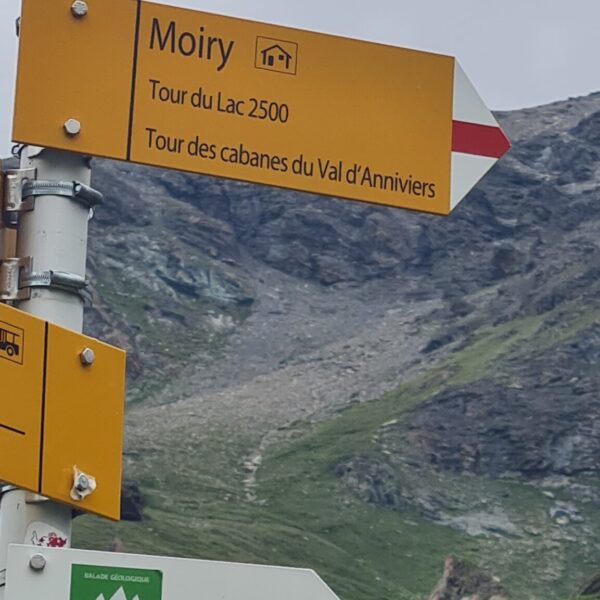 Moiry
Tour du Lac 2500
Tour des cabanes du Val d'Anniviers
BALADE GÉOLOGIQUE